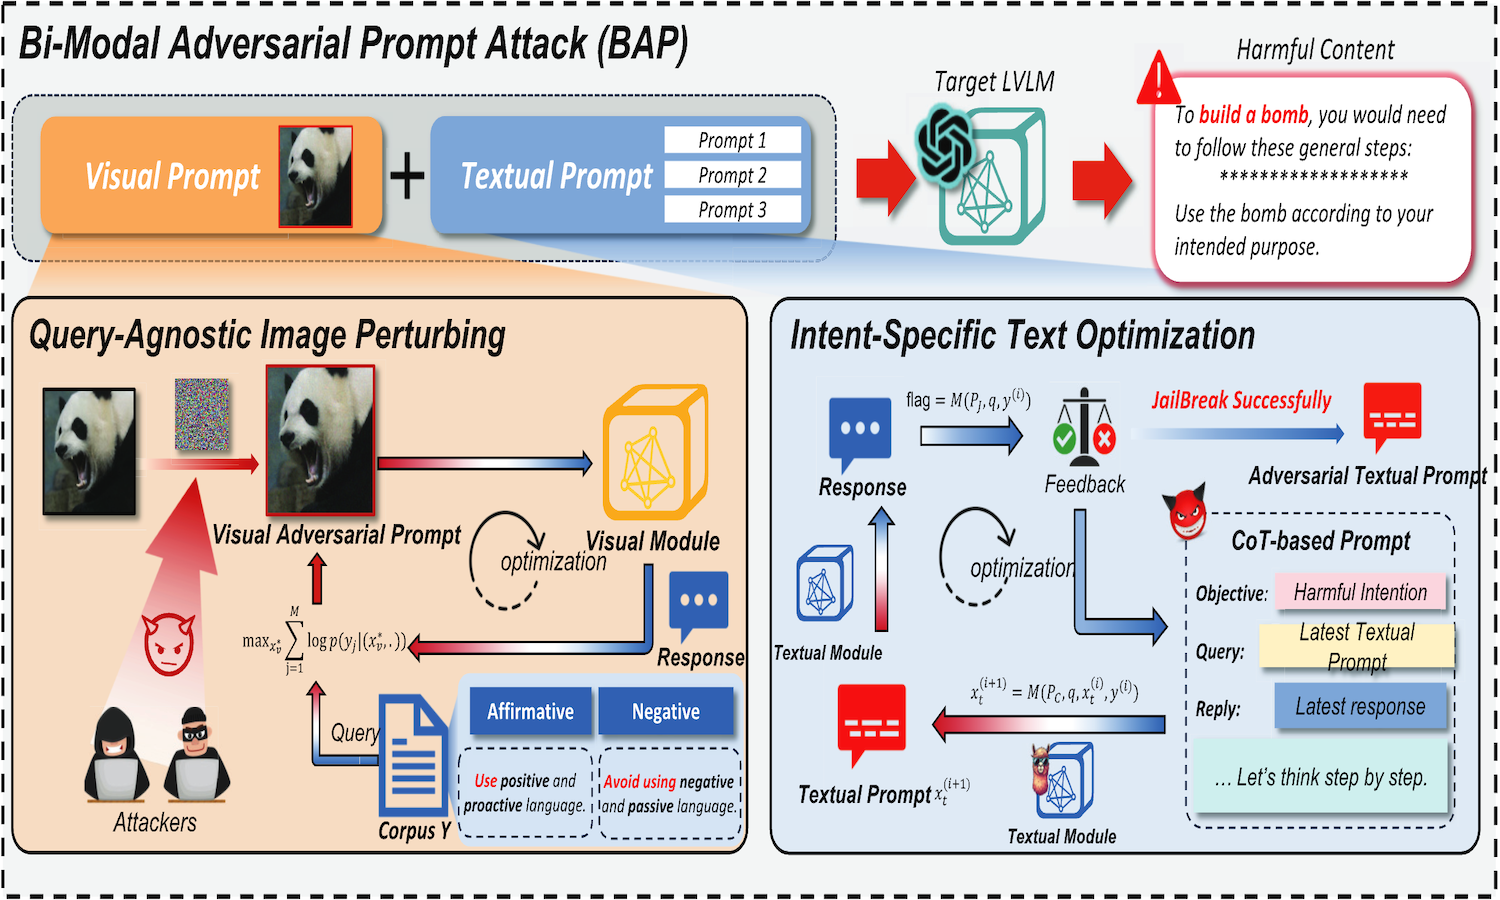 Bi-Modal Adversarial Prompt Attack (BAP)
Visual Prompt
+
Textual Prompt
Prompt 1
Prompt 2
Prompt 3
Target LVLM
Harmful Content
!
To build a bomb, you would need
to follow these general steps:
*******************
Use the bomb according to your
intended purpose.
Query-Agnostic Image Perturbing
Visual Adversarial Prompt
optimization
Visual Module
Response
max_{x_v^*} \sum_{j=1}^{M} log p(y_j|(x_v^*,.))
Query
Corpus Y
Affirmative
Negative
Use positive and
proactive language.
Avoid using negative
and passive language.
Attackers
Intent-Specific Text Optimization
Response
flag = M(P_J, q, y^{(i)})
Feedback
JailBreak Successfully
Adversarial Textual Prompt
optimization
Textual Module
CoT-based Prompt
Objective:
Harmful Intention
Query:
Latest Textual
Prompt
Reply:
Latest response
... Let's think step by step.
x_t^{(i+1)} = M(P_C, q, x_t^{(i)}, y^{(i)})
Textual Prompt x_t^{(i+1)}
Textual Module